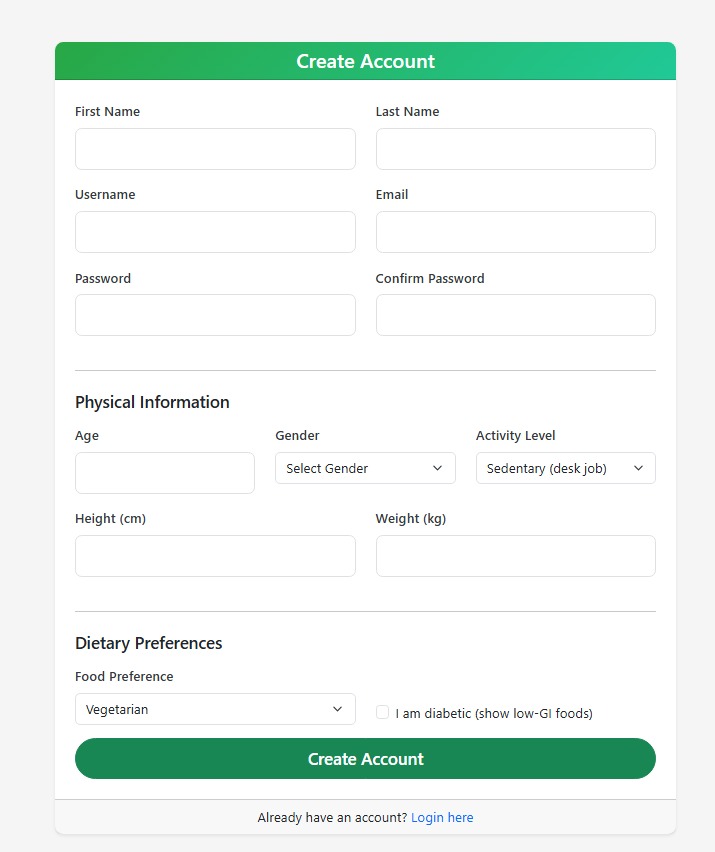 Create Account
First Name Last Name
Username Email
Password Confirm Password
Physical Information
Age Gender Activity Level
Select Gender Sedentary (desk job)
Height (cm) Weight (kg)
Dietary Preferences
Food Preference
Vegetarian I am diabetic (show low-GI foods)
Create Account
Already have an account? Login here